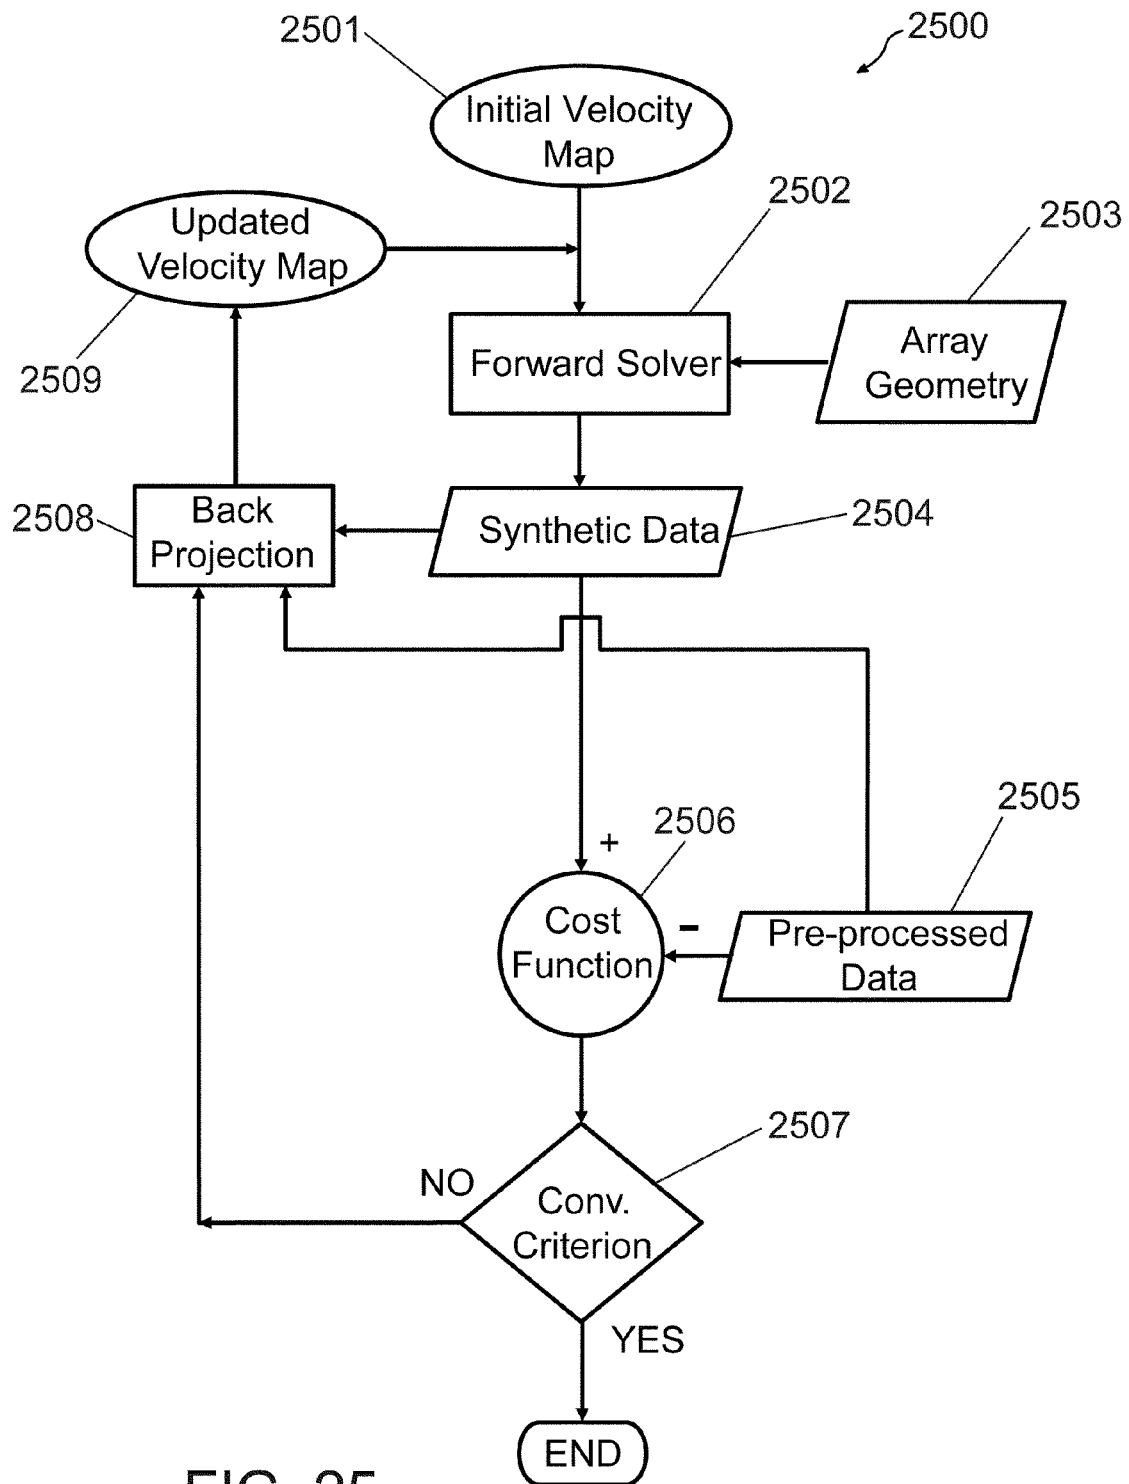 2501
2500
Initial Velocity
Map
2502
2503
Updated
Velocity Map
2509
Forward Solver
Array
Geometry
2508
Back
Projection
Synthetic Data
2504
2505
2506
+
Cost
Function
-
Pre-processed
Data
2507
NO
Conv.
Criterion
YES
END
FIG. 25